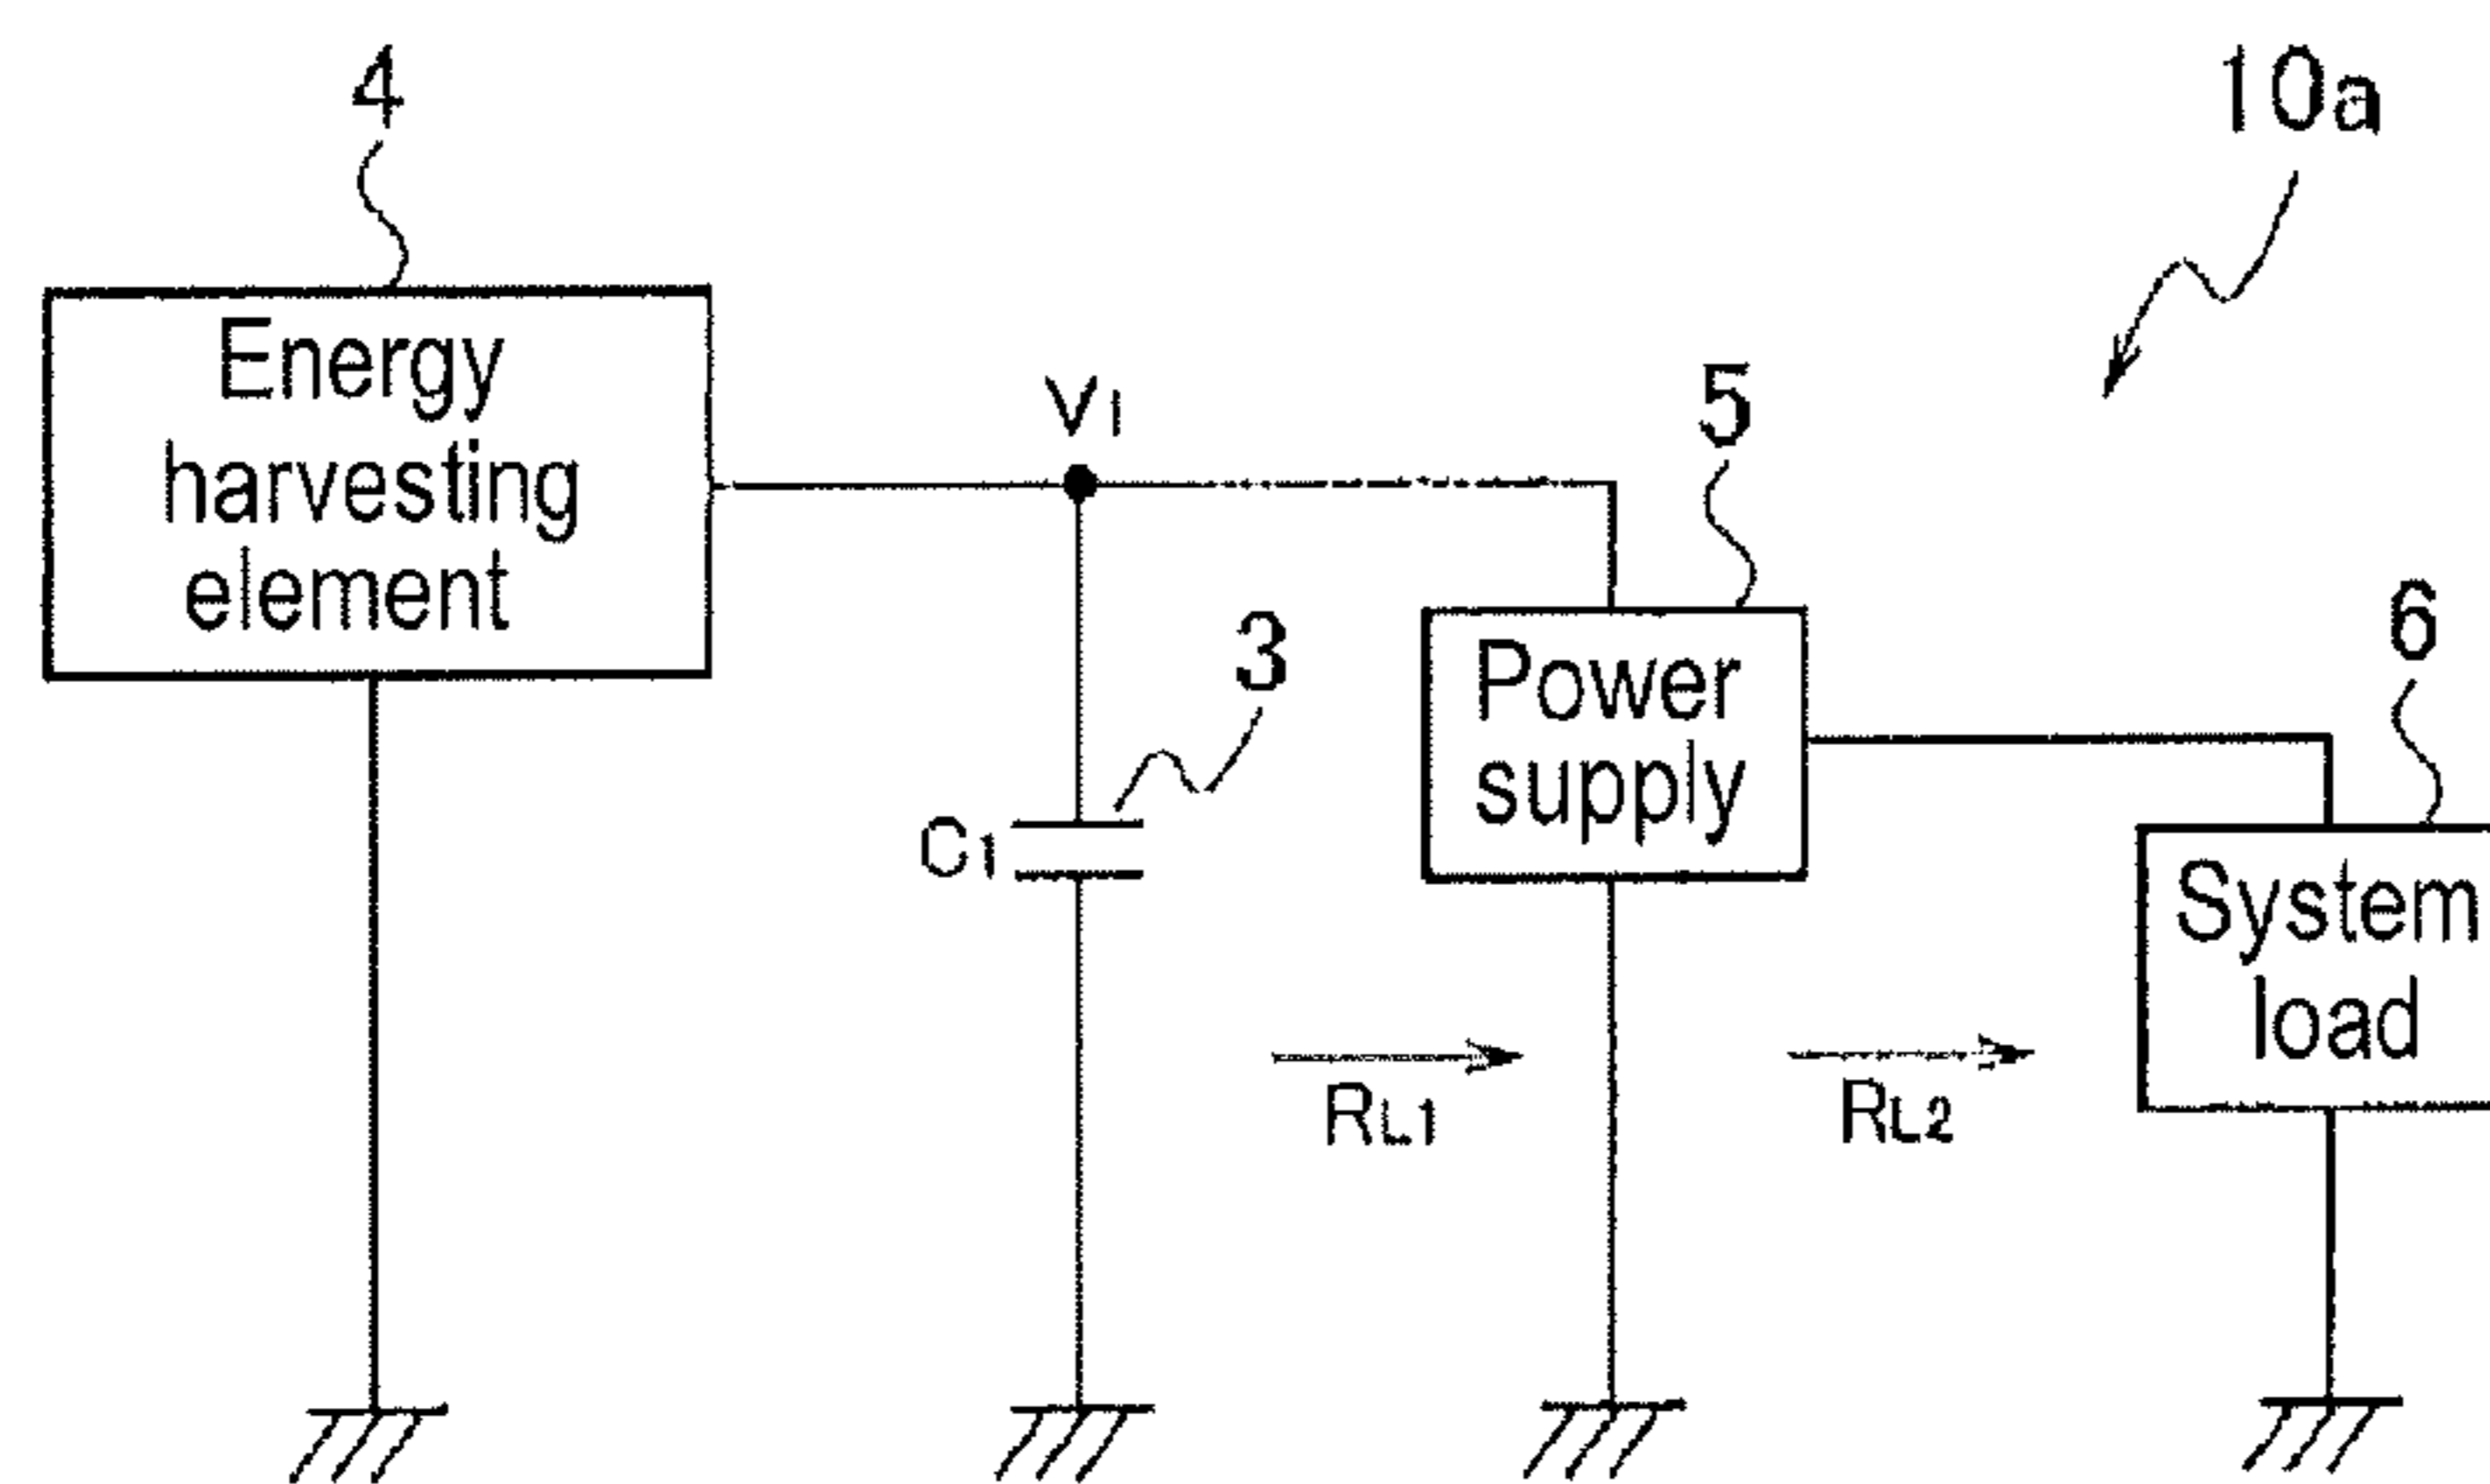 4
10a
Energy
harvesting
element
V1
5
3
Power
supply
6
C1
System
load
RL1
RL2